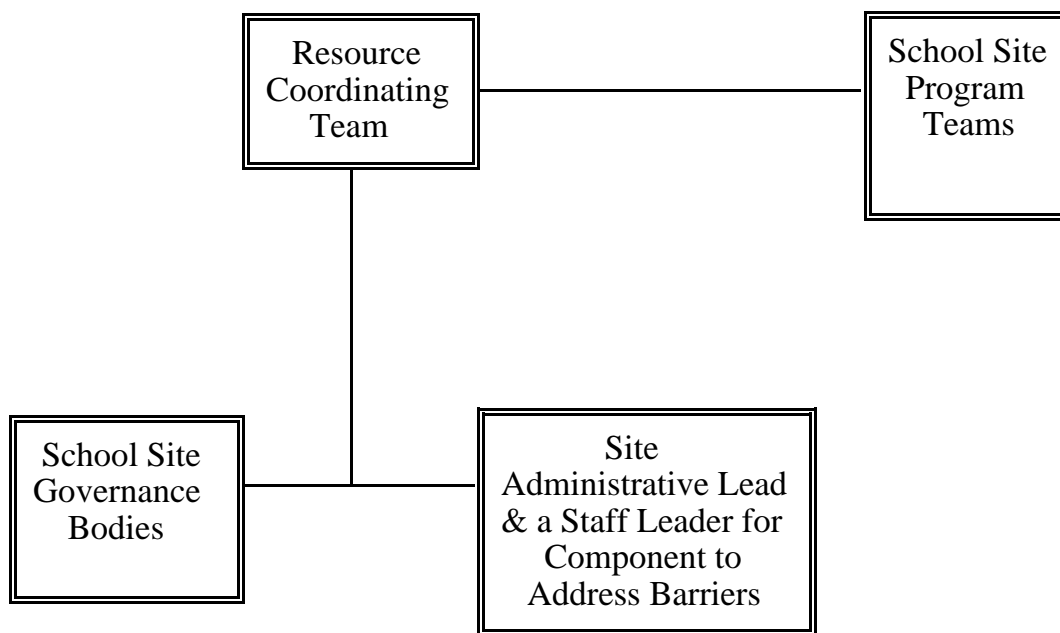 Resource
Coordinating
Team
School Site
Program
Teams
School Site
Governance
Bodies
Site
Administrative Lead
& a Staff Leader for
Component to
Address Barriers